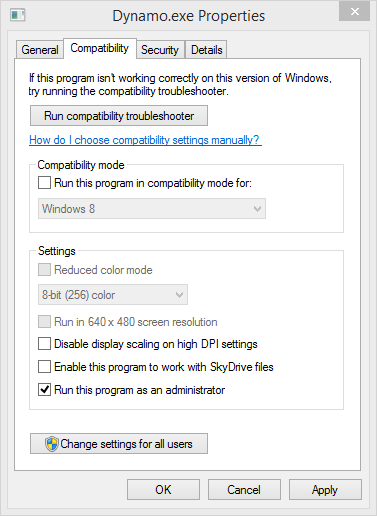 Dynamo.exe Properties
General
Compatibility
Security
Details
If this program isn't working correctly on this version of Windows,
try running the compatibility troubleshooter.
Run compatibility troubleshooter
How do I choose compatibility settings manually?
Compatibility mode
Run this program in compatibility mode for:
Windows 8
Settings
Reduced color mode
8-bit (256) color
Run in 640 x 480 screen resolution
Disable display scaling on high DPI settings
Enable this program to work with SkyDrive files
Run this program as an administrator
Change settings for all users
OK
Cancel
Apply